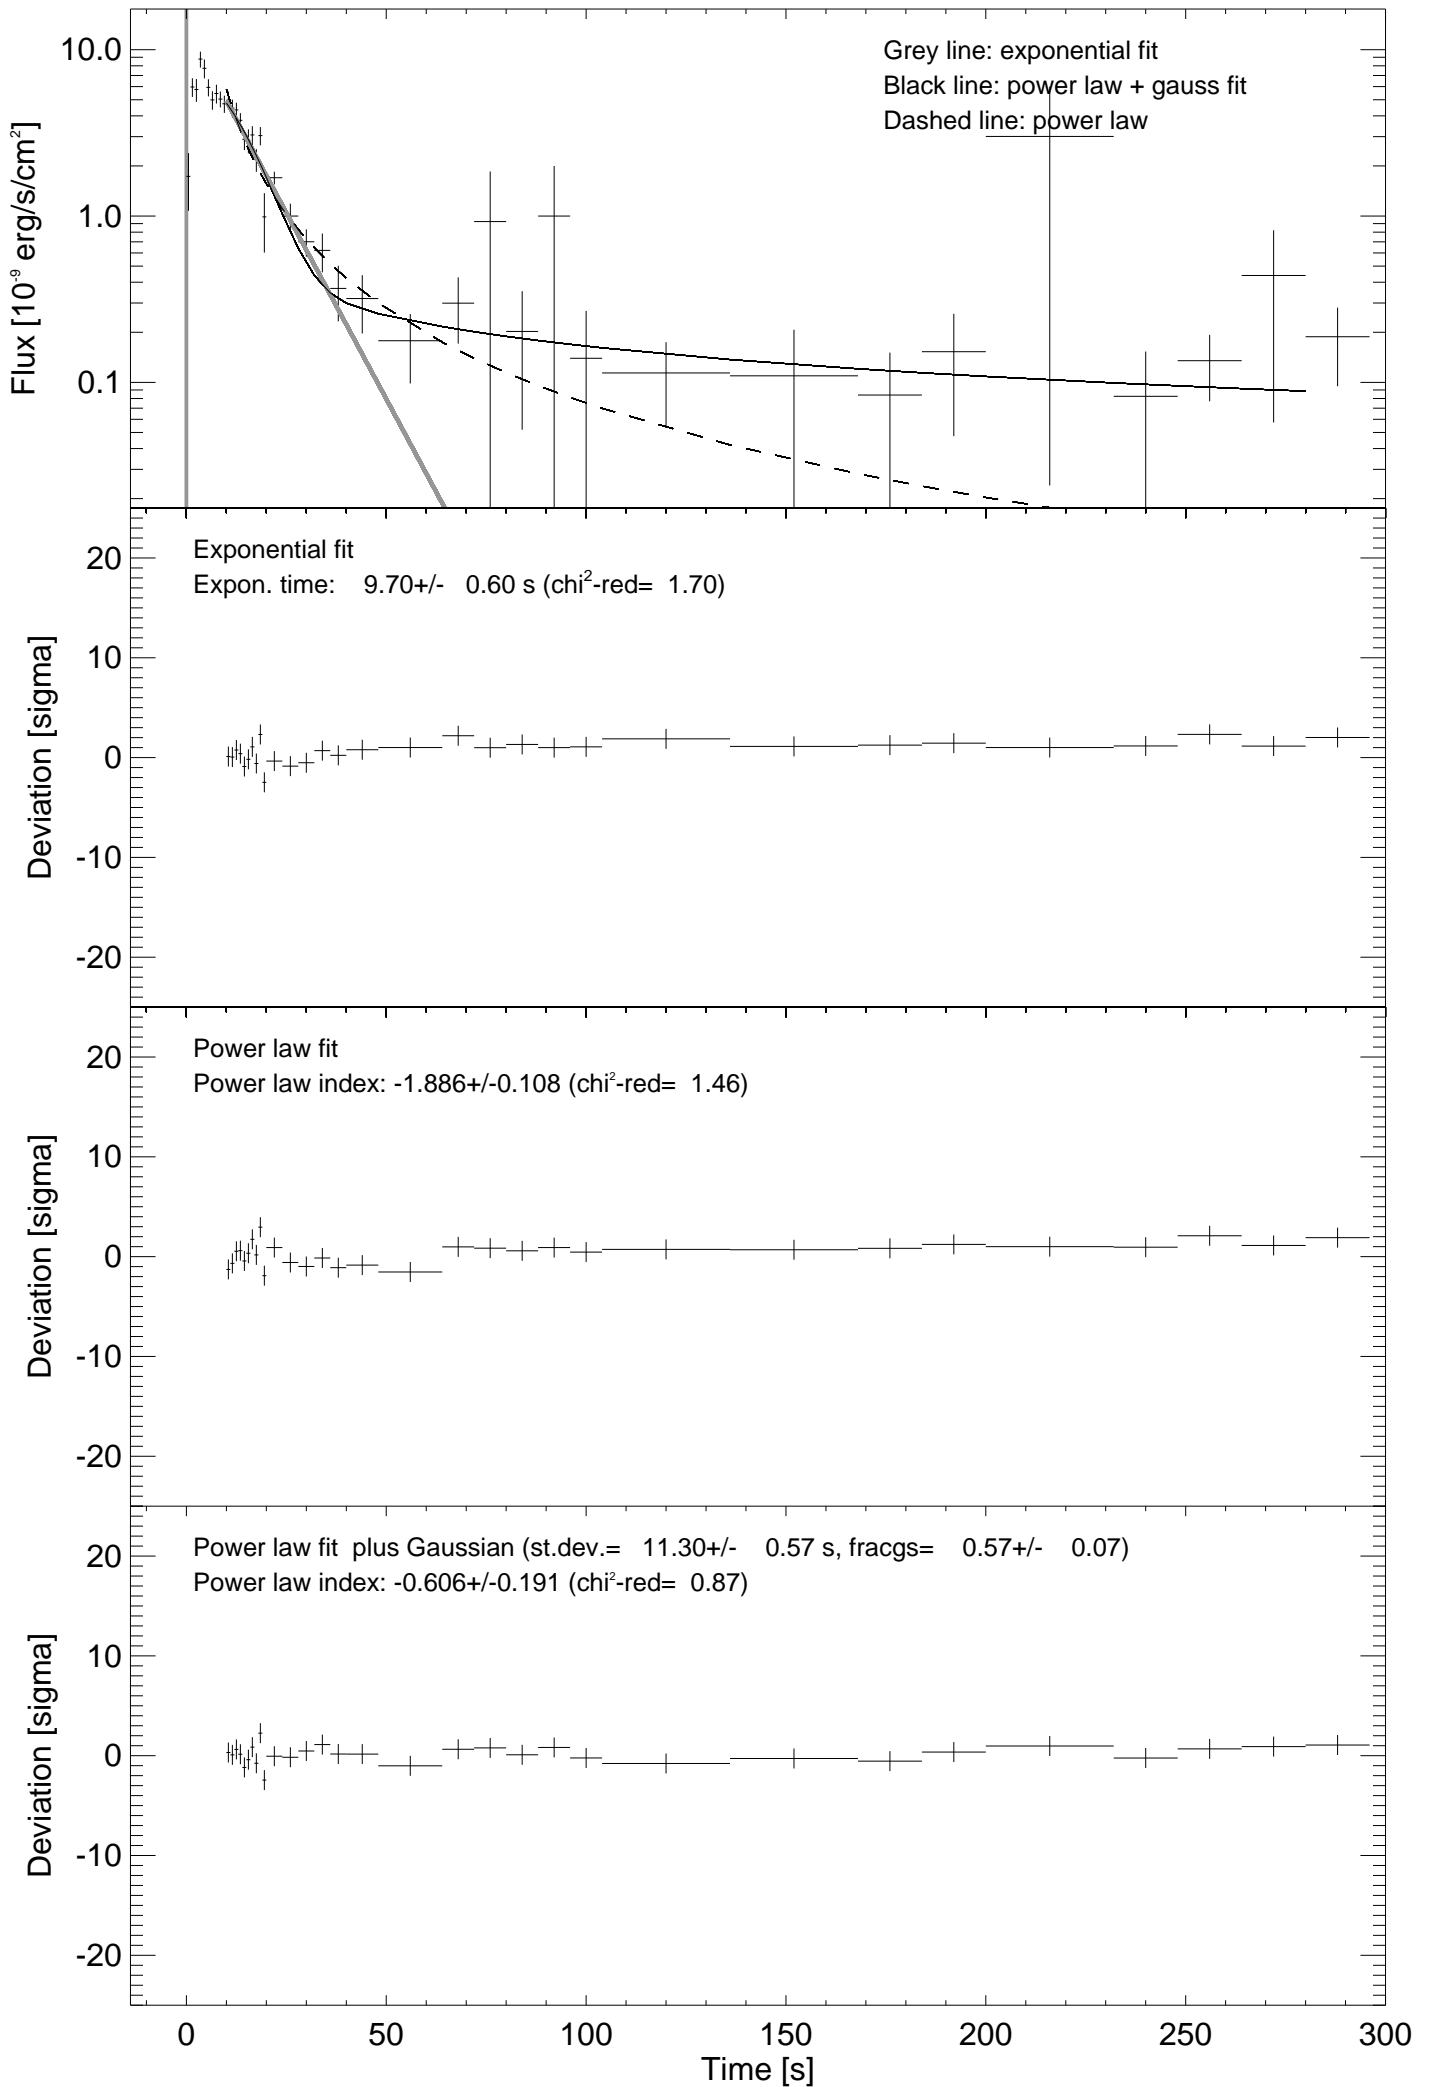 Flux [10⁻⁹ erg/s/cm²]
10.0
1.0
0.1
Grey line: exponential fit
Black line: power law + gauss fit
Dashed line: power law
Deviation [sigma]
20
10
0
-10
-20
Exponential fit
Expon. time: 9.70+/- 0.60 s (chi²-red= 1.70)
Deviation [sigma]
20
10
0
-10
-20
Power law fit
Power law index: -1.886+/-0.108 (chi²-red= 1.46)
Deviation [sigma]
20
10
0
-10
-20
Power law fit plus Gaussian (st.dev.= 11.30+/- 0.57 s, fracgs= 0.57+/- 0.07)
Power law index: -0.606+/-0.191 (chi²-red= 0.87)
0 50 100 150 200 250 300
Time [s]